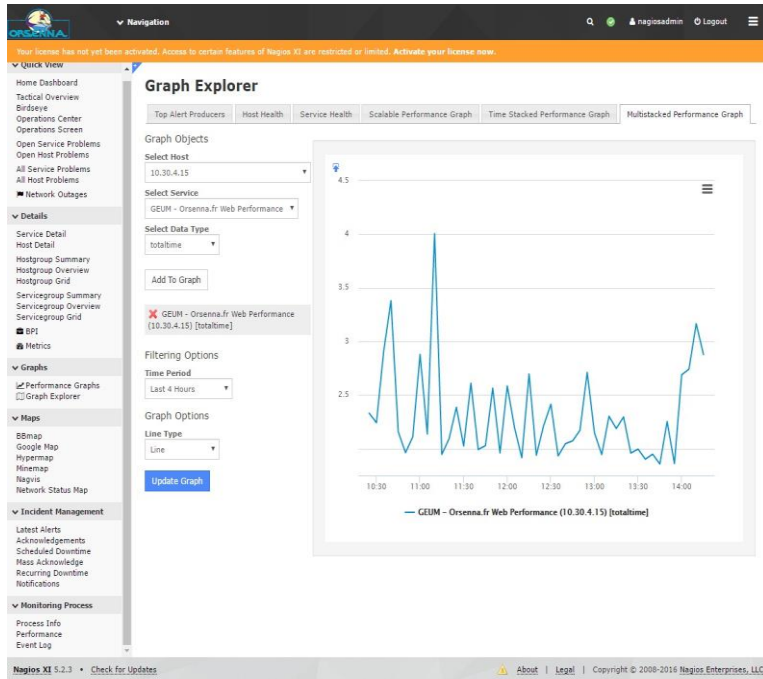 ORSENNA
Navigation
nagiosadmin
Logout
Your license has not yet been activated. Access to certain features of Nagios XI are restricted or limited. Activate your license now.
Quick View
Home Dashboard
Tactical Overview
Birdseye
Operations Center
Operations Screen
Open Service Problems
Open Host Problems
All Service Problems
All Host Problems
Network Outages
Details
Service Detail
Host Detail
Hostgroup Summary
Hostgroup Overview
Hostgroup Grid
Servicegroup Summary
Servicegroup Overview
Servicegroup Grid
BPI
Metrics
Graphs
Performance Graphs
Graph Explorer
Maps
BBmap
Google Map
Hypermap
Minemap
Nagvis
Network Status Map
Incident Management
Latest Alerts
Acknowledgements
Scheduled Downtime
Mass Acknowledge
Recurring Downtime
Notifications
Monitoring Process
Process Info
Performance
Event Log
Graph Explorer
Top Alert Producers
Host Health
Service Health
Scalable Performance Graph
Time Stacked Performance Graph
Multistacked Performance Graph
Graph Objects
Select Host
10.30.4.15
Select Service
GEUM - Orsenna.fr Web Performance
Select Data Type
totaltime
Add To Graph
GEUM - Orsenna.fr Web Performance
(10.30.4.15) [totaltime]
Filtering Options
Time Period
Last 4 Hours
Graph Options
Line Type
Line
Update Graph
4.5
4
3.5
3
2.5
10:30 11:00 11:30 12:00 12:30 13:00 13:30 14:00
GEUM - Orsenna.fr Web Performance (10.30.4.15) [totaltime]
Nagios XI 5.2.3 • Check for Updates
About | Legal | Copyright © 2008-2016 Nagios Enterprises, LLC